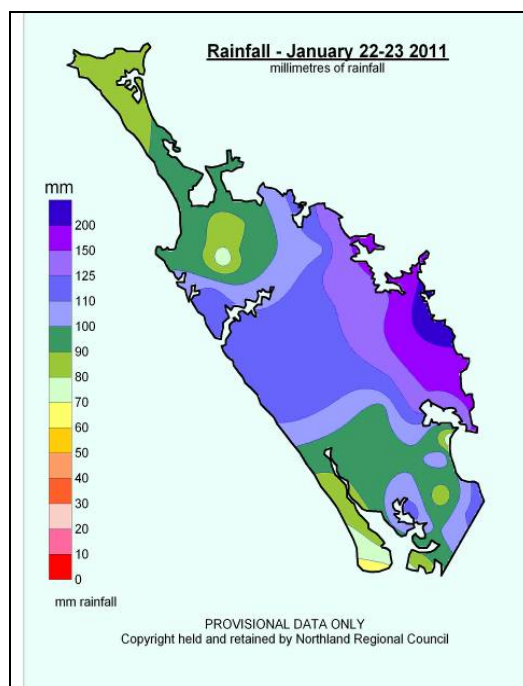 Rainfall - January 22-23 2011
millimetres of rainfall
mm
200
150
125
110
100
90
80
70
60
50
40
30
20
10
0
mm rainfall
PROVISIONAL DATA ONLY
Copyright held and retained by Northland Regional Council